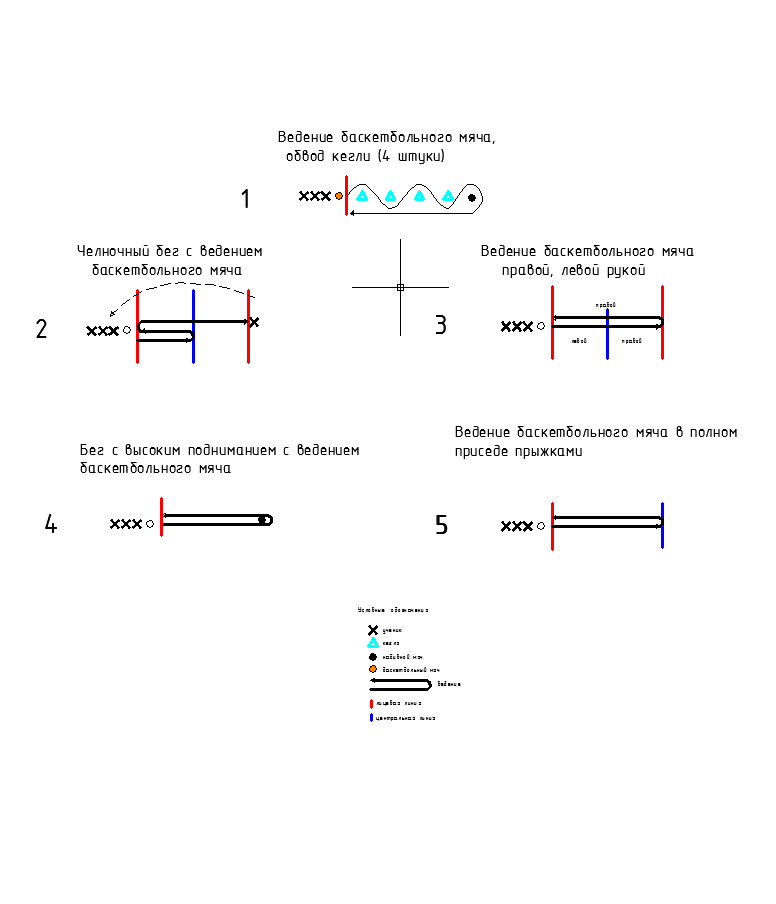 Ведение баскетбольного мяча,
обвод кегли (4 штуки)
1
Челночный бег с ведением
баскетбольного мяча
2
Ведение баскетбольного мяча
правой, левой рукой
3
правой
левой
правой
Бег с высоким подниманием с ведением
баскетбольного мяча
4
Ведение баскетбольного мяча в полном
приседе прыжками
5
Условные обозначения
ученик
кегля
набивной мяч
баскетбольный мяч
ведение
лицевая линия
центральная линия